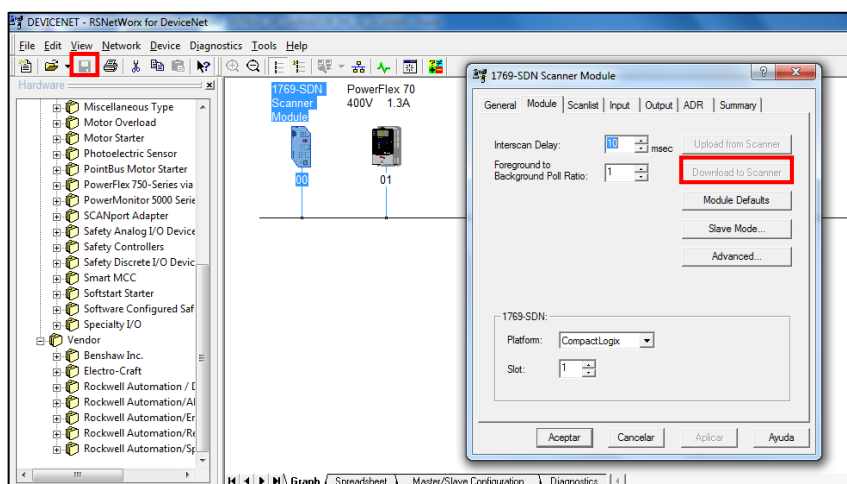 DEVICENET - RSNetWorx for DeviceNet
File Edit View Network Device Diagnostics Tools Help
Hardware
Miscellaneous Type
Motor Overload
Motor Starter
Photoelectric Sensor
PointBus Motor Starter
PowerFlex 750-Series via
PowerMonitor 5000 Serie
SCANport Adapter
Safety Analog I/O Device
Safety Controllers
Safety Discrete I/O Devic
Smart MCC
Softstart Starter
Software Configured Saf
Specialty I/O
Vendor
Benshaw Inc.
Electro-Craft
Rockwell Automation / D
Rockwell Automation/Al
Rockwell Automation/En
Rockwell Automation/Re
Rockwell Automation/Sp
1769-SDN
Scanner
Module
00
PowerFlex 70
400V 1.3A
01
Graph Spreadsheet Master/Slave Configuration Diagnostics
1769-SDN Scanner Module
General Module Scanlist Input Output ADR Summary
Interscan Delay: 10 msec Upload from Scanner
Foreground to
Background Poll Ratio: 1 Download to Scanner
Module Defaults
Slave Mode...
Advanced...
1769-SDN:
Platform: CompactLogix
Slot: 1
Aceptar Cancelar Aplicar Ayuda